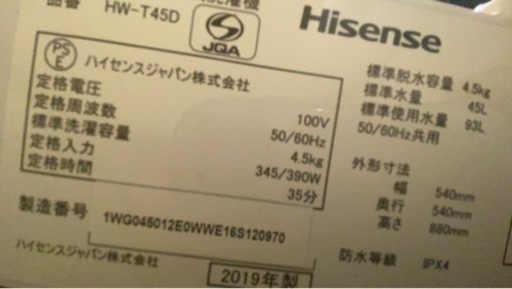 品番 HW-T45D
洗濯機
JQA
Hisense
PSE
ハイセンスジャパン株式会社
定格電圧 100V
定格周波数 50/60Hz
標準洗濯容量 4.5kg
定格入力 345/390W
定格時間 35分
製造番号 1WG045012E0WWE16S120970
ハイセンスジャパン株式会社
2019年製
標準脱水容量 4.5kg
標準水量 45L
標準使用水量 93L
50/60Hz共用
外形寸法
幅 540mm
奥行 540mm
高さ 880mm
防水等級 IPX4